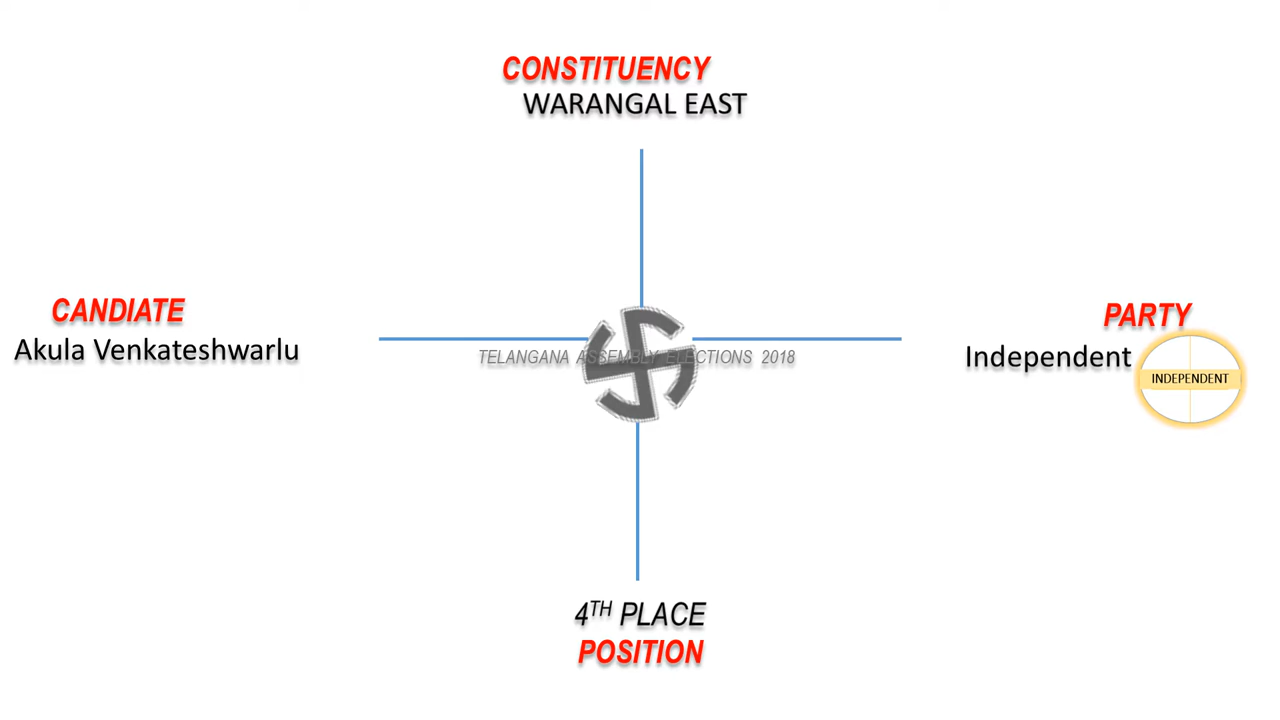 CONSTITUENCY
WARANGAL EAST
CANDIATE
Akula Venkateshwarlu
TELANGANA ASSEMBLY ELECTIONS 2018
PARTY
Independent
INDEPENDENT
4TH PLACE
POSITION